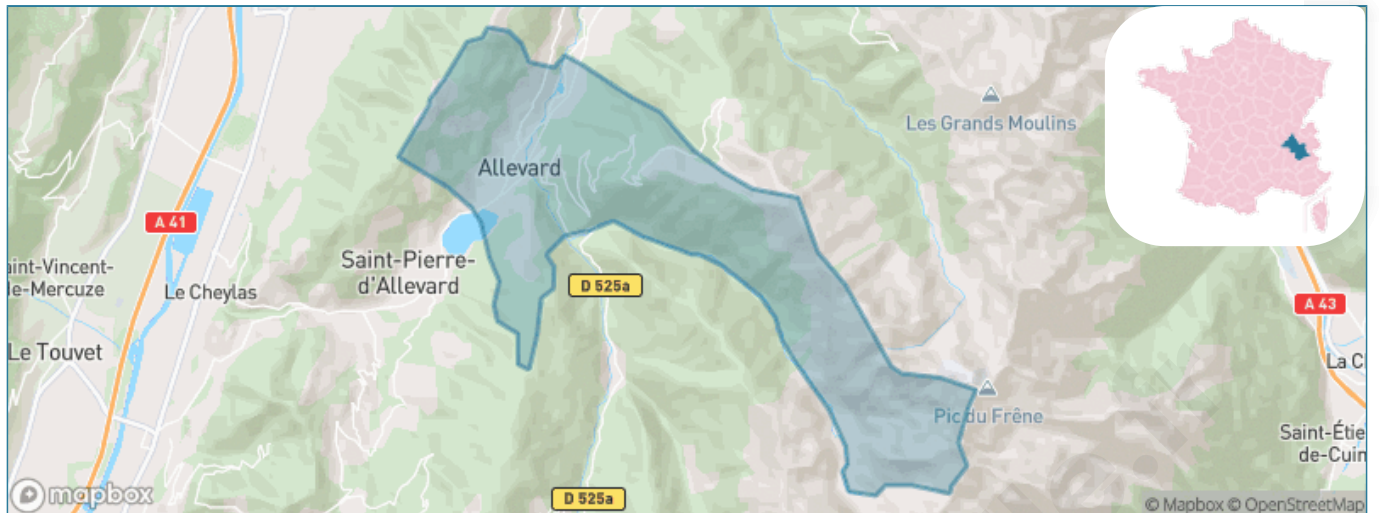 Les Grands Moulins
Allevard
A 41
Saint-Pierre-
d'Allevard
aint-Vincent-
le-Mercuze
Le Cheylas
D 525a
A 43
Le Touvet
La C
Pic du Frêne
Saint-Étie
de-Cuin
D 525a
mapbox
© Mapbox © OpenStreetMap